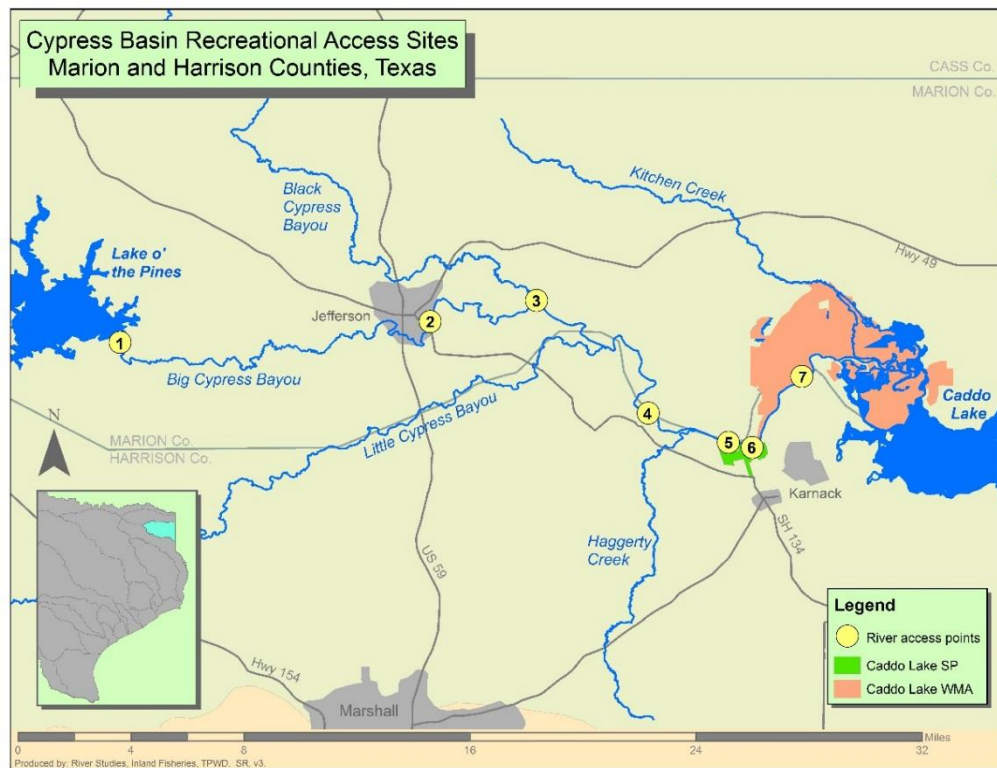 Cypress Basin Recreational Access Sites
Marion and Harrison Counties, Texas
CASS Co.
MARION Co.
Black
Cypress
Bayou
Kitchen Creek
Lake o'
the Pines
Hwy 49
Jefferson
1
2
3
Big Cypress Bayou
7
Little Cypress Bayou
4
Caddo
Lake
N
MARION Co.
HARRISON Co.
5
6
Karnack
SH 134
Haggerty
Creek
US 59
Hwy 154
Marshall
Legend
River access points
Caddo Lake SP
Caddo Lake WMA
Miles
0 4 8 16 24 32
Produced by: River Studies, Inland Fisheries, TPWD. SR, v3.